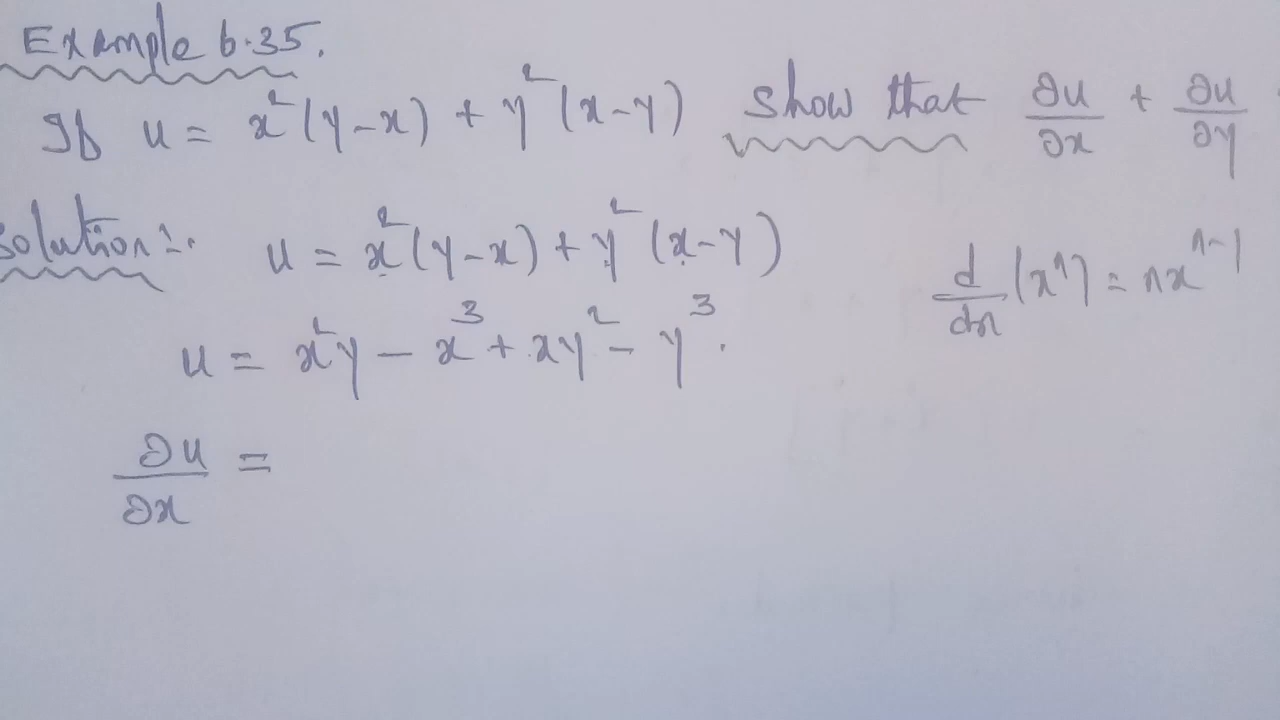 Example 6.35.
If u = x²(y-x) + y²(x-y) show that ∂u/∂x + ∂u/∂y
Solution:. u = x²(y-x) + y²(x-y)
d/dx (xⁿ) = nxⁿ⁻¹
u = x²y - x³ + xy² - y³.
∂u/∂x =